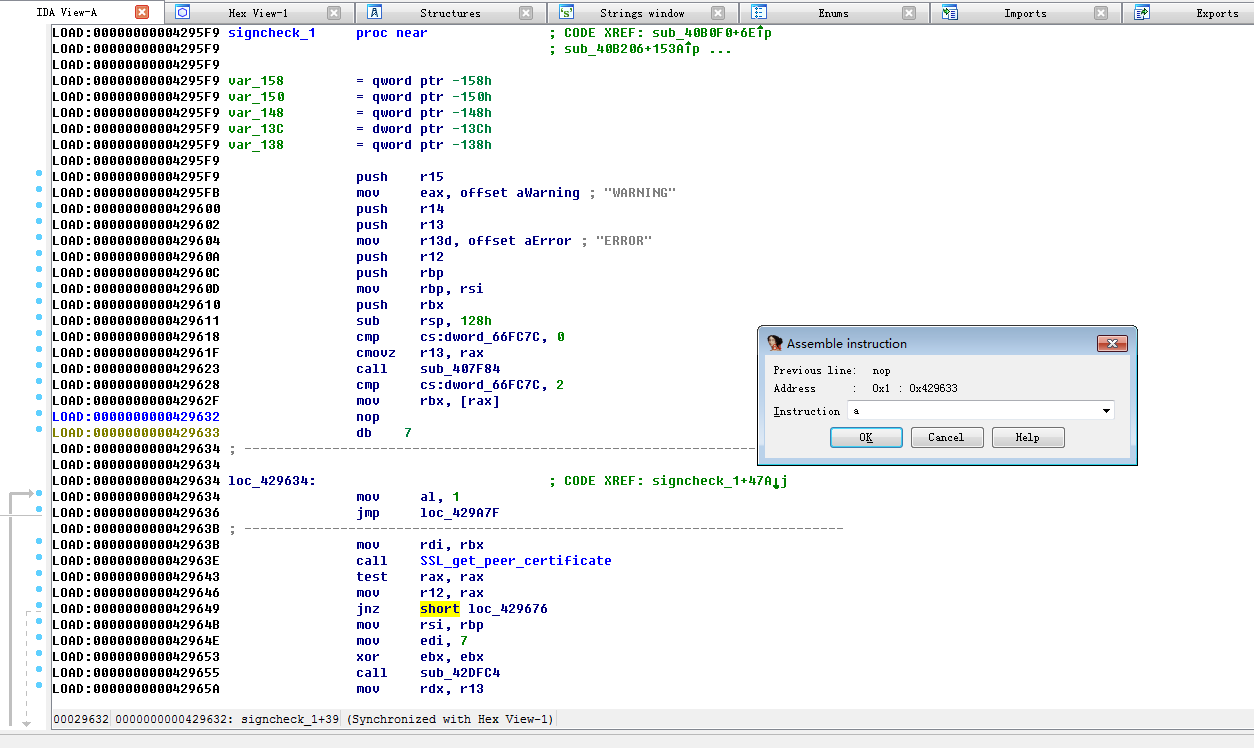 IDA View-A Hex View-1 Structures Strings window Enums Imports Exports
LOAD:00000000004295F9 signcheck_1 proc near ; CODE XREF: sub_40B0F0+6E↑p
LOAD:00000000004295F9 ; sub_40B206+153A↑p ...
LOAD:00000000004295F9
LOAD:00000000004295F9 var_158 = qword ptr -158h
LOAD:00000000004295F9 var_150 = qword ptr -150h
LOAD:00000000004295F9 var_148 = qword ptr -148h
LOAD:00000000004295F9 var_13C = dword ptr -13Ch
LOAD:00000000004295F9 var_138 = qword ptr -138h
LOAD:00000000004295F9
LOAD:00000000004295F9 push r15
LOAD:00000000004295FB mov eax, offset aWarning ; "WARNING"
LOAD:0000000000429600 push r14
LOAD:0000000000429602 push r13
LOAD:0000000000429604 mov r13d, offset aError ; "ERROR"
LOAD:000000000042960A push r12
LOAD:000000000042960C push rbp
LOAD:000000000042960D mov rbp, rsi
LOAD:0000000000429610 push rbx
LOAD:0000000000429611 sub rsp, 128h
LOAD:0000000000429618 cmp cs:dword_66FC7C, 0
LOAD:000000000042961F cmovz r13, rax
LOAD:0000000000429623 call sub_407F84
LOAD:0000000000429628 cmp cs:dword_66FC7C, 2
LOAD:000000000042962F mov rbx, [rax]
LOAD:0000000000429632 nop
LOAD:0000000000429633 db 7
LOAD:0000000000429634 ; ---------------------------------------------------------------------------
LOAD:0000000000429634
LOAD:0000000000429634 loc_429634: ; CODE XREF: signcheck_1+47A↓j
LOAD:0000000000429634 mov al, 1
LOAD:0000000000429636 jmp loc_429A7F
LOAD:000000000042963B ; ---------------------------------------------------------------------------
LOAD:000000000042963B mov rdi, rbx
LOAD:000000000042963E call SSL_get_peer_certificate
LOAD:0000000000429643 test rax, rax
LOAD:0000000000429646 mov r12, rax
LOAD:0000000000429649 jnz short loc_429676
LOAD:000000000042964B mov rsi, rbp
LOAD:000000000042964E mov edi, 7
LOAD:0000000000429653 xor ebx, ebx
LOAD:0000000000429655 call sub_42DFC4
LOAD:000000000042965A mov rdx, r13
00029632 0000000000429632: signcheck_1+39 (Synchronized with Hex View-1)
Assemble instruction
Previous line: nop
Address : 0x1 : 0x429633
Instruction a
OK Cancel Help